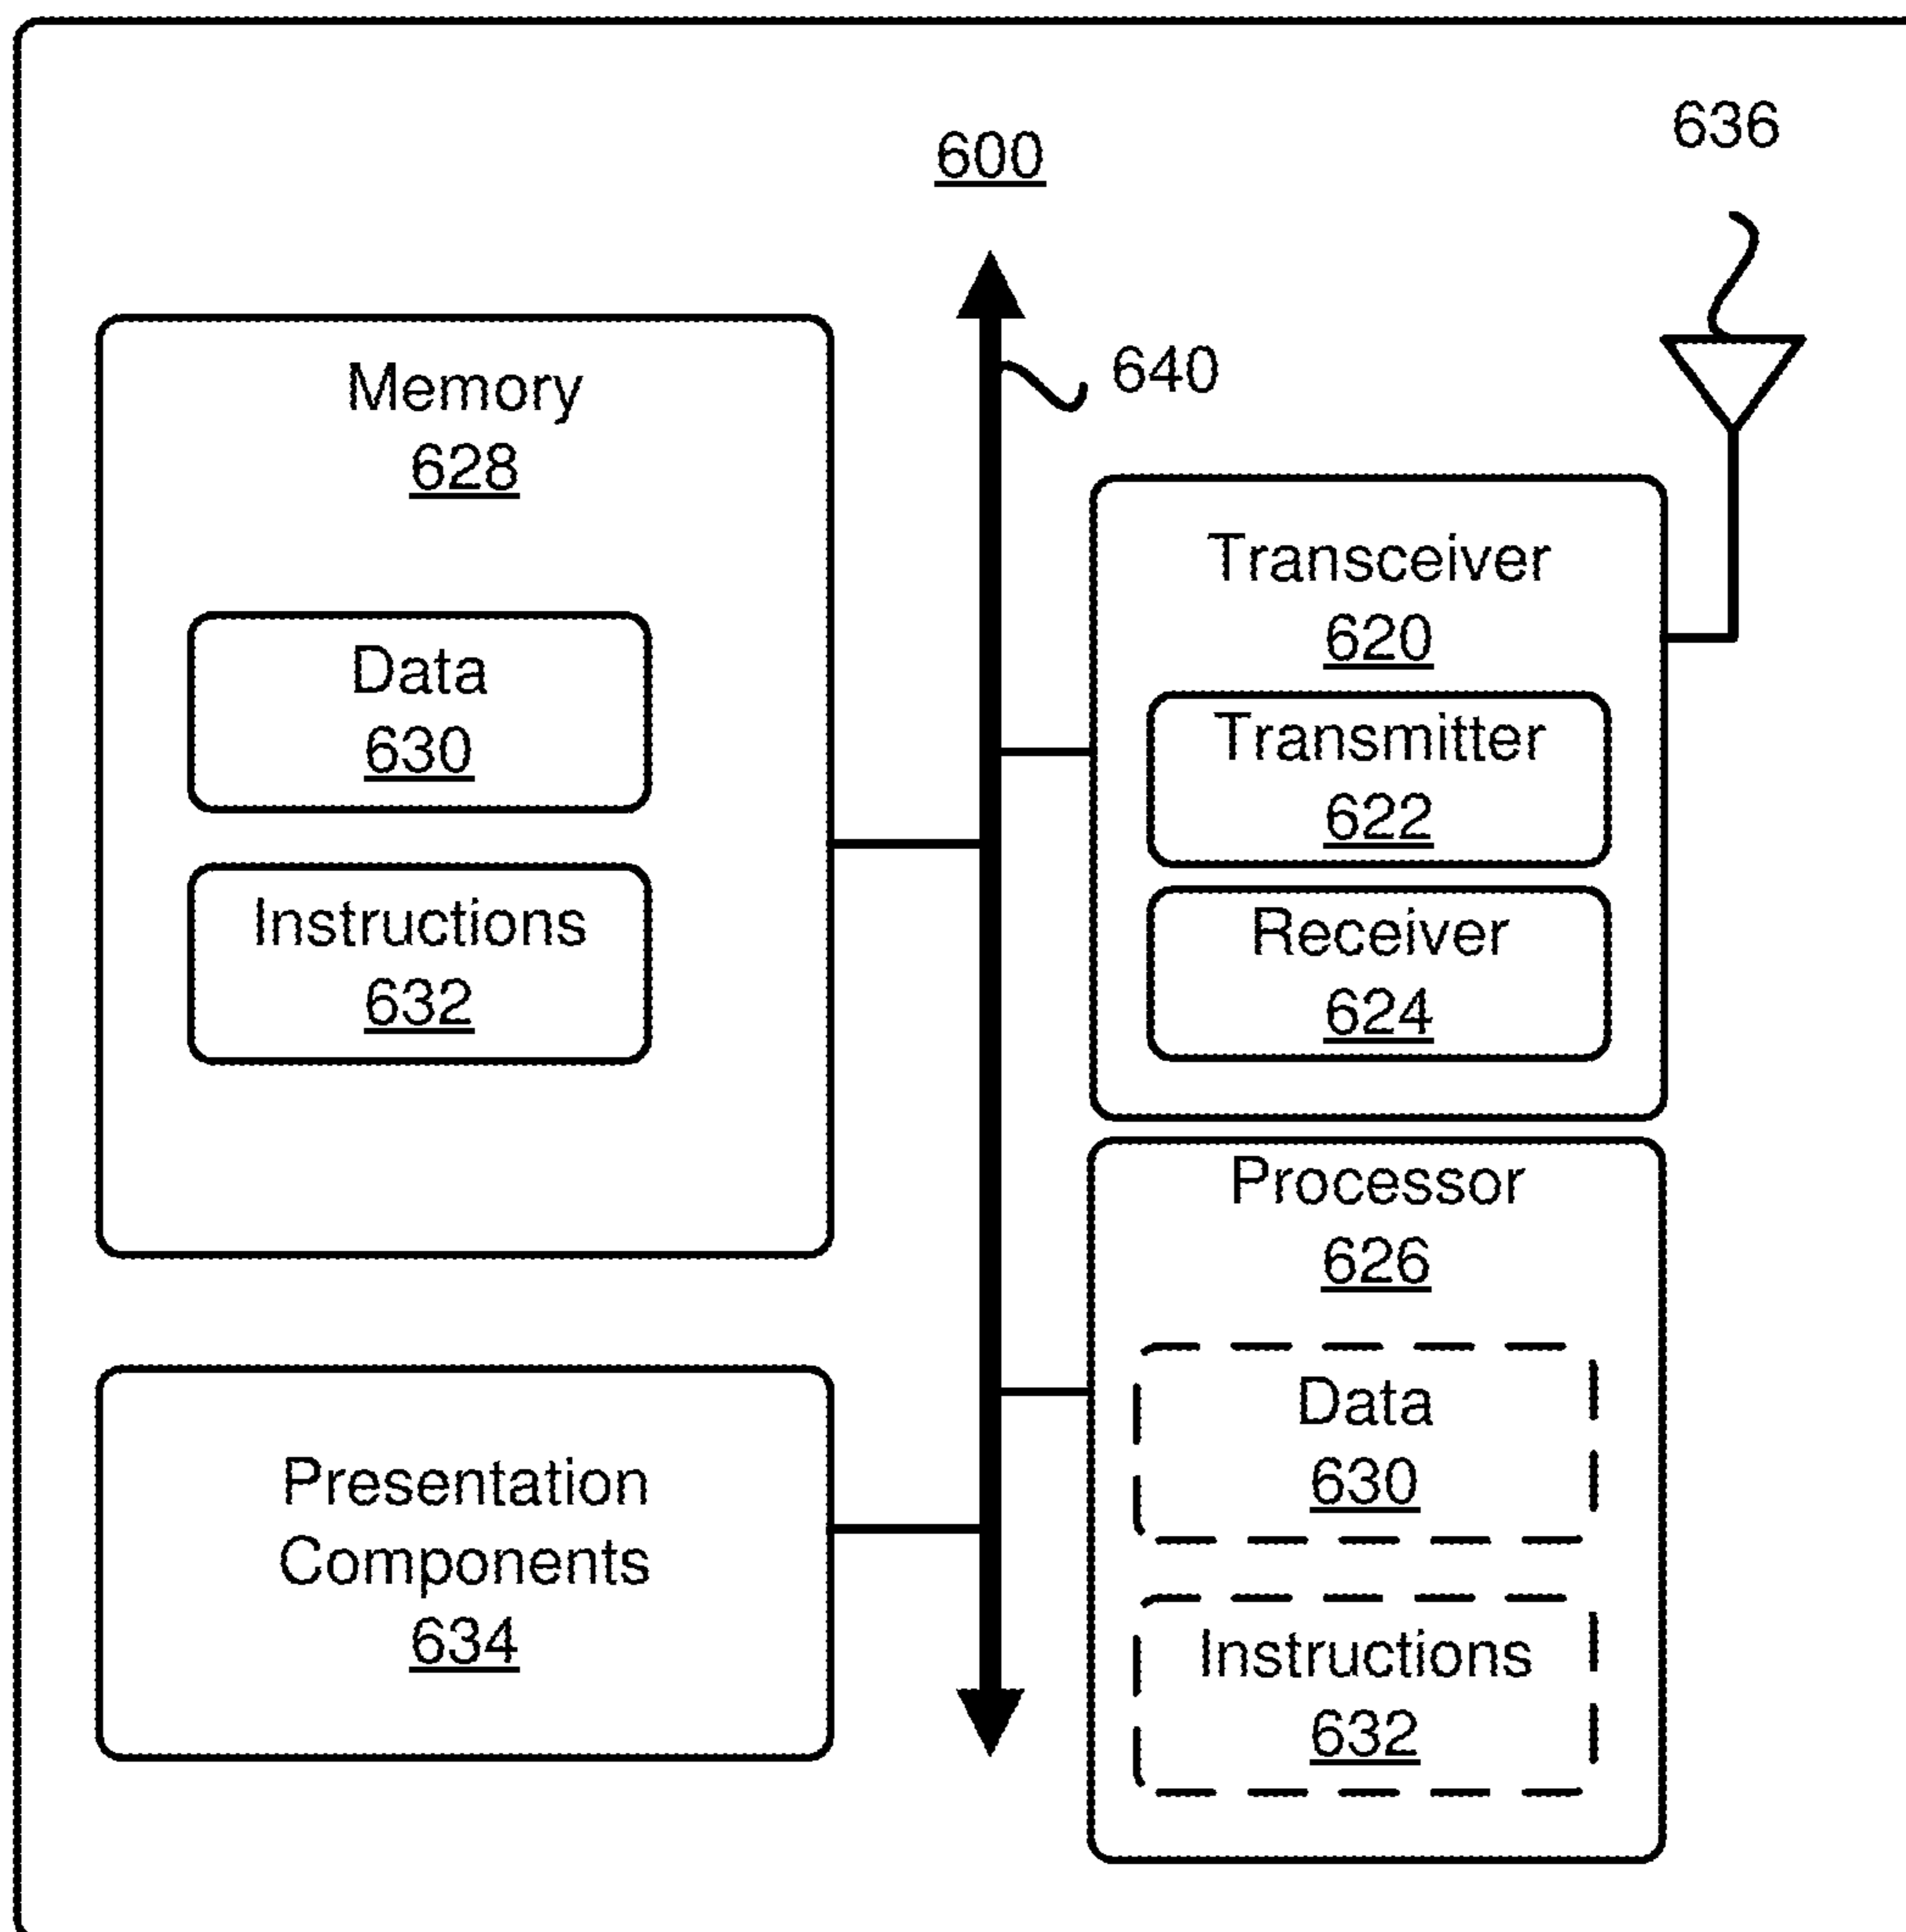 600
636
640
Memory
628
Data
630
Instructions
632
Transceiver
620
Transmitter
622
Receiver
624
Presentation
Components
634
Processor
626
Data
630
Instructions
632